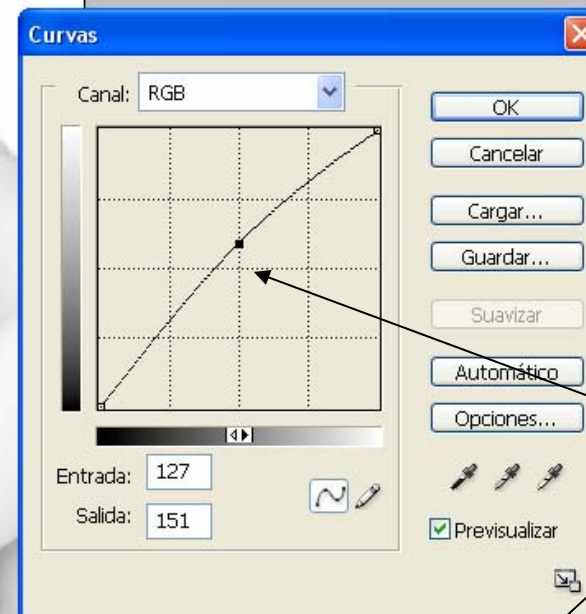 Curvas
Canal: RGB
OK
Cancelar
Cargar...
Guardar...
Suavizar
Automático
Opciones...
Entrada: 127
Salida: 151
Previsualizar